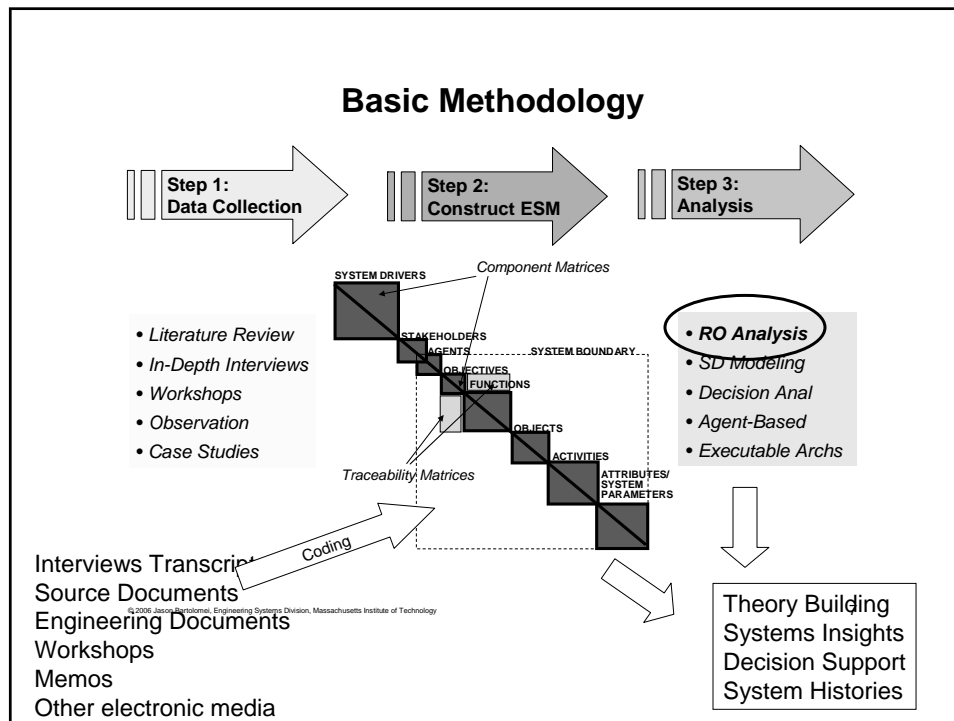 Basic Methodology
Step 1:
Data Collection
Step 2:
Construct ESM
Step 3:
Analysis
• Literature Review
• In-Depth Interviews
• Workshops
• Observation
• Case Studies
Component Matrices
SYSTEM DRIVERS
STAKEHOLDERS
AGENTS
SYSTEM BOUNDARY
OBJECTIVES
FUNCTIONS
OBJECTS
ACTIVITIES
ATTRIBUTES/
SYSTEM
PARAMETERS
Traceability Matrices
• RO Analysis
• SD Modeling
• Decision Anal
• Agent-Based
• Executable Archs
Coding
Interviews Transcript
Source Documents
© 2006 Jason Bartolomei, Engineering Systems Division, Massachusetts Institute of Technology
Engineering Documents
Workshops
Memos
Other electronic media
Theory Building
Systems Insights
Decision Support
System Histories